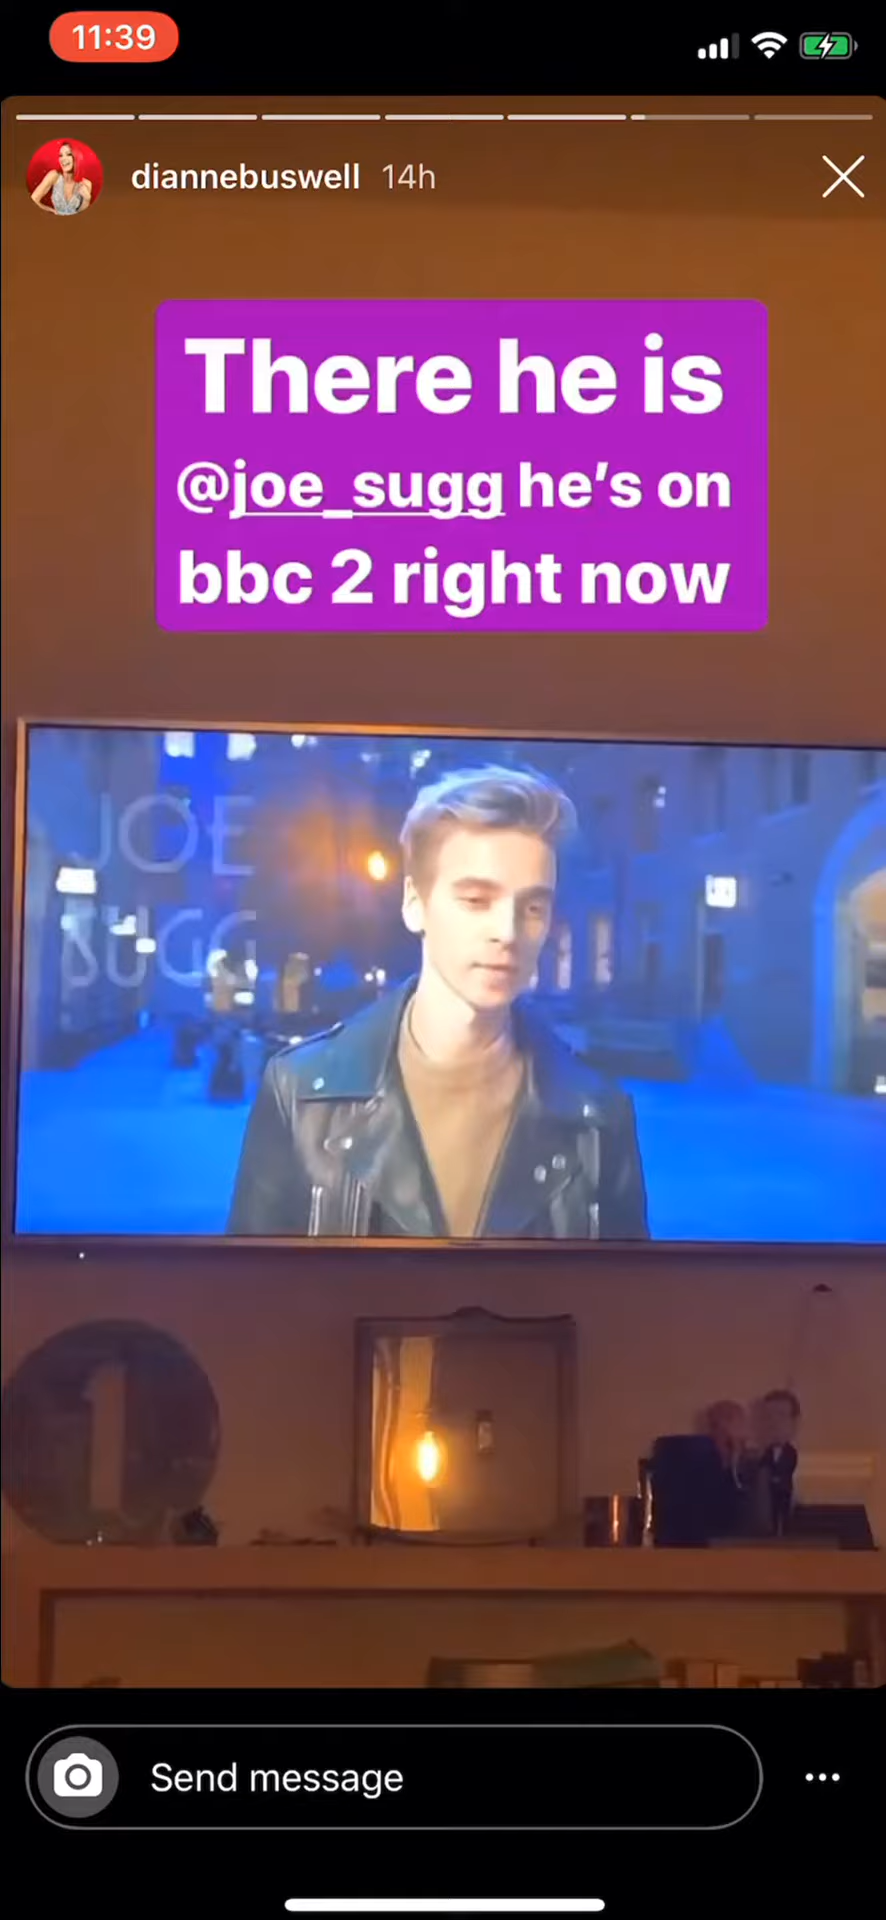 11:39
diannebuswell 14h
There he is
@joe_sugg he's on
bbc 2 right now
JOE
SUGG
Send message